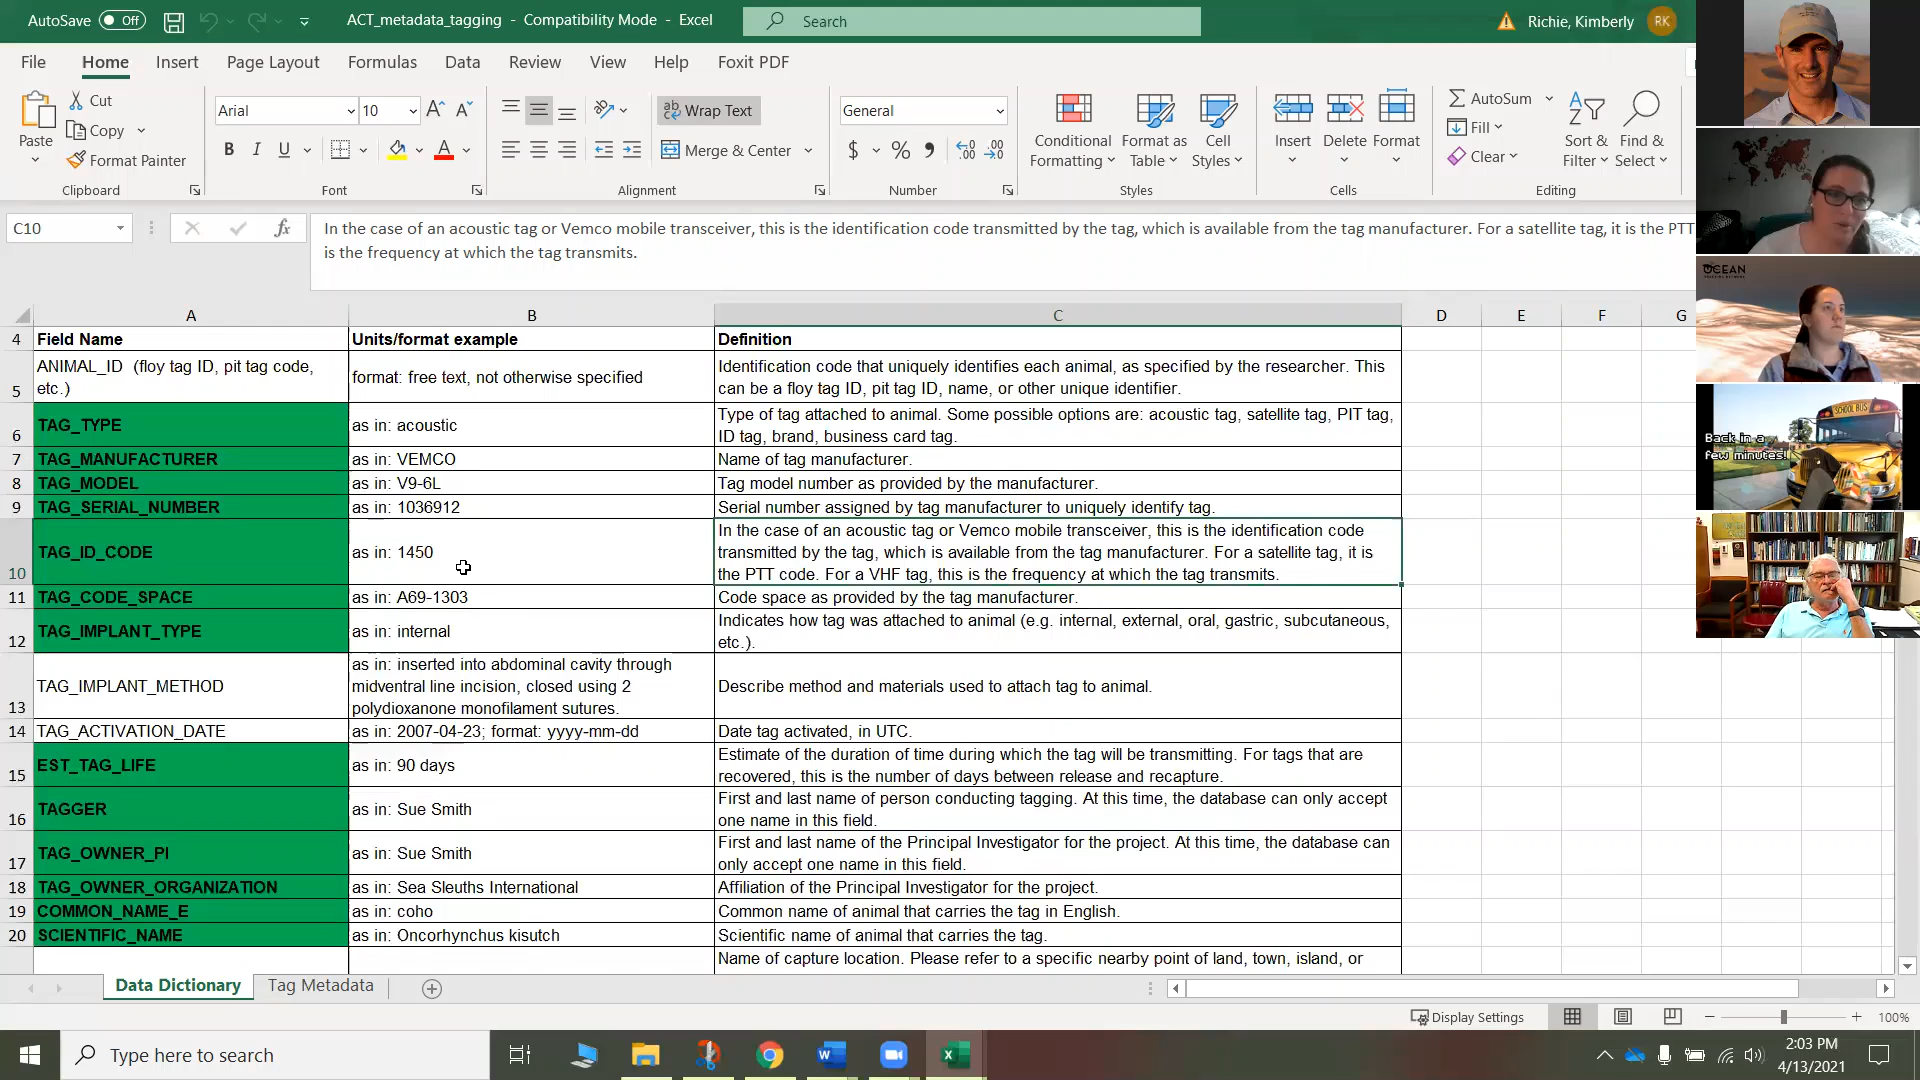 AutoSave Off ACT_metadata_tagging - Compatibility Mode - Excel Search Richie, Kimberly RK
File Home Insert Page Layout Formulas Data Review View Help Foxit PDF
Paste
Cut
Copy
Format Painter
Clipboard
Arial 10
B I U
Font
Wrap Text
Merge & Center
Alignment
General
$ % 9
Number
Conditional Formatting
Format as Table
Cell Styles
Styles
Insert Delete Format
Cells
AutoSum
Fill
Clear
Sort & Filter
Find & Select
Editing
C10 fx In the case of an acoustic tag or Vemco mobile transceiver, this is the identification code transmitted by the tag, which is available from the tag manufacturer. For a satellite tag, it is the PTT
is the frequency at which the tag transmits.
A B C D E F G
4 Field Name Units/format example Definition
5 ANIMAL_ID (floy tag ID, pit tag code, etc.) format: free text, not otherwise specified Identification code that uniquely identifies each animal, as specified by the researcher. This can be a floy tag ID, pit tag ID, name, or other unique identifier.
6 TAG_TYPE as in: acoustic Type of tag attached to animal. Some possible options are: acoustic tag, satellite tag, PIT tag, ID tag, brand, business card tag.
7 TAG_MANUFACTURER as in: VEMCO Name of tag manufacturer.
8 TAG_MODEL as in: V9-6L Tag model number as provided by the manufacturer.
9 TAG_SERIAL_NUMBER as in: 1036912 Serial number assigned by tag manufacturer to uniquely identify tag.
10 TAG_ID_CODE as in: 1450 In the case of an acoustic tag or Vemco mobile transceiver, this is the identification code transmitted by the tag, which is available from the tag manufacturer. For a satellite tag, it is the PTT code. For a VHF tag, this is the frequency at which the tag transmits.
11 TAG_CODE_SPACE as in: A69-1303 Code space as provided by the tag manufacturer.
12 TAG_IMPLANT_TYPE as in: internal Indicates how tag was attached to animal (e.g. internal, external, oral, gastric, subcutaneous, etc.).
13 TAG_IMPLANT_METHOD as in: inserted into abdominal cavity through midventral line incision, closed using 2 polydioxanone monofilament sutures. Describe method and materials used to attach tag to animal.
14 TAG_ACTIVATION_DATE as in: 2007-04-23; format: yyyy-mm-dd Date tag activated, in UTC.
15 EST_TAG_LIFE as in: 90 days Estimate of the duration of time during which the tag will be transmitting. For tags that are recovered, this is the number of days between release and recapture.
16 TAGGER as in: Sue Smith First and last name of person conducting tagging. At this time, the database can only accept one name in this field.
17 TAG_OWNER_PI as in: Sue Smith First and last name of the Principal Investigator for the project. At this time, the database can only accept one name in this field.
18 TAG_OWNER_ORGANIZATION as in: Sea Sleuths International Affiliation of the Principal Investigator for the project.
19 COMMON_NAME_E as in: coho Common name of animal that carries the tag in English.
20 SCIENTIFIC_NAME as in: Oncorhynchus kisutch Scientific name of animal that carries the tag.
Name of capture location. Please refer to a specific nearby point of land, town, island, or
Data Dictionary Tag Metadata
Display Settings 100%
Type here to search
2:03 PM
4/13/2021
OCEAN
SCHOOL BUS
Back in a
few minutes!